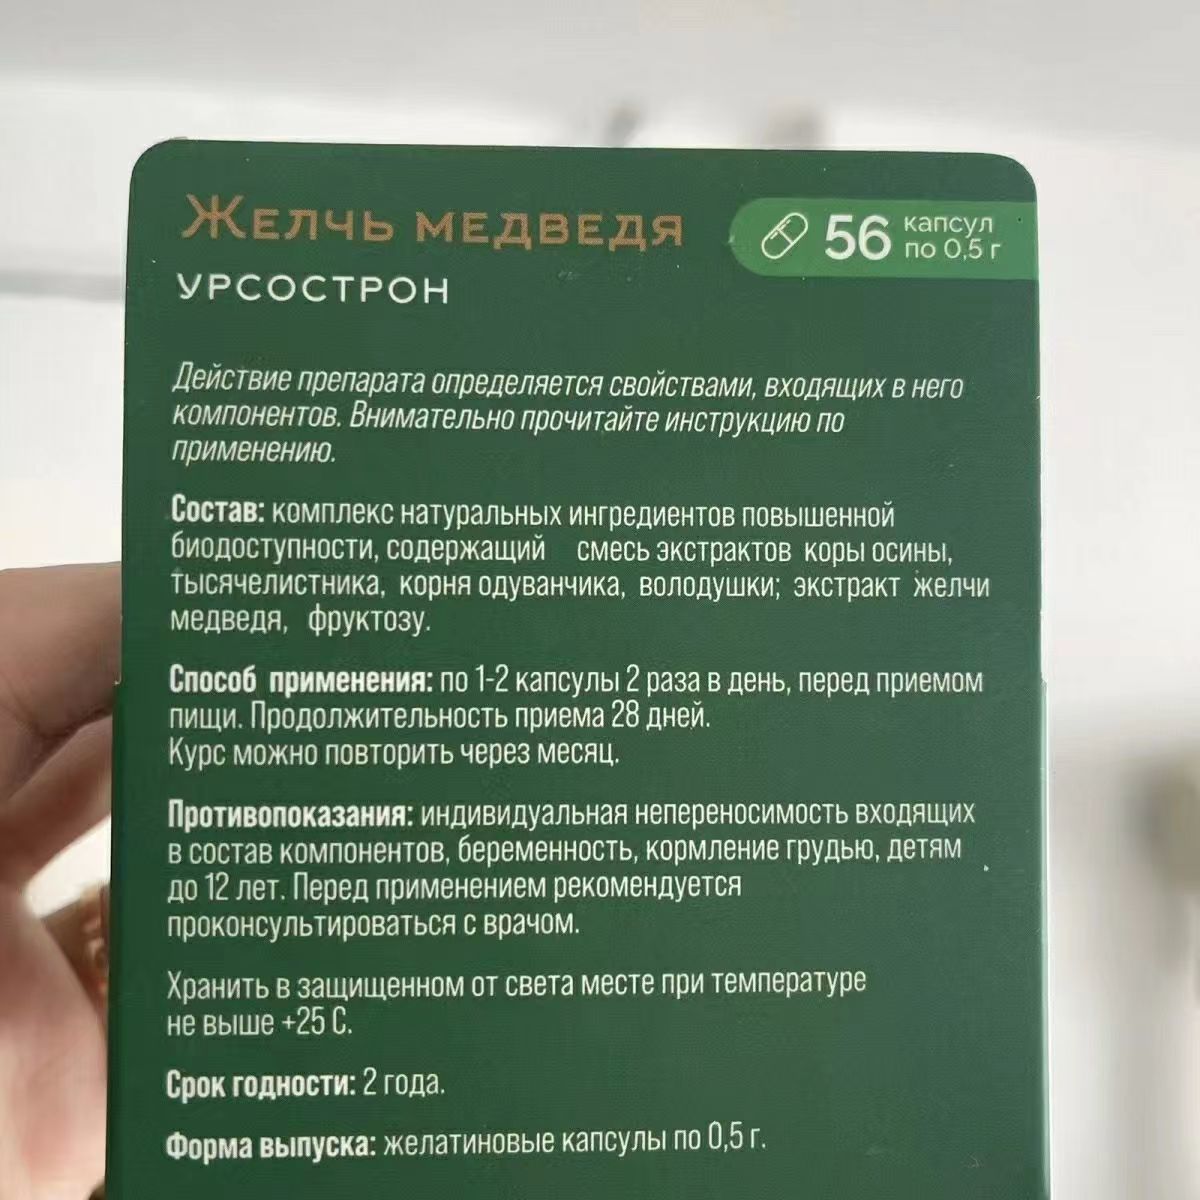 Желчь медведя
56 капсул
по 0,5 г
УРСОСТРОН
Действие препарата определяется свойствами, входящих в него
компонентов. Внимательно прочитайте инструкцию по
применению.
Состав: комплекс натуральных ингредиентов повышенной
биодоступности, содержащий смесь экстрактов коры осины,
тысячелистника, корня одуванчика, володушки; экстракт желчи
медведя, фруктозу.
Способ применения: по 1-2 капсулы 2 раза в день, перед приемом
пищи. Продолжительность приема 28 дней.
Курс можно повторить через месяц.
Противопоказания: индивидуальная непереносимость входящих
в состав компонентов, беременность, кормление грудью, детям
до 12 лет. Перед применением рекомендуется
проконсультироваться с врачом.
Хранить в защищенном от света месте при температуре
не выше +25 С.
Срок годности: 2 года.
Форма выпуска: желатиновые капсулы по 0,5 г.